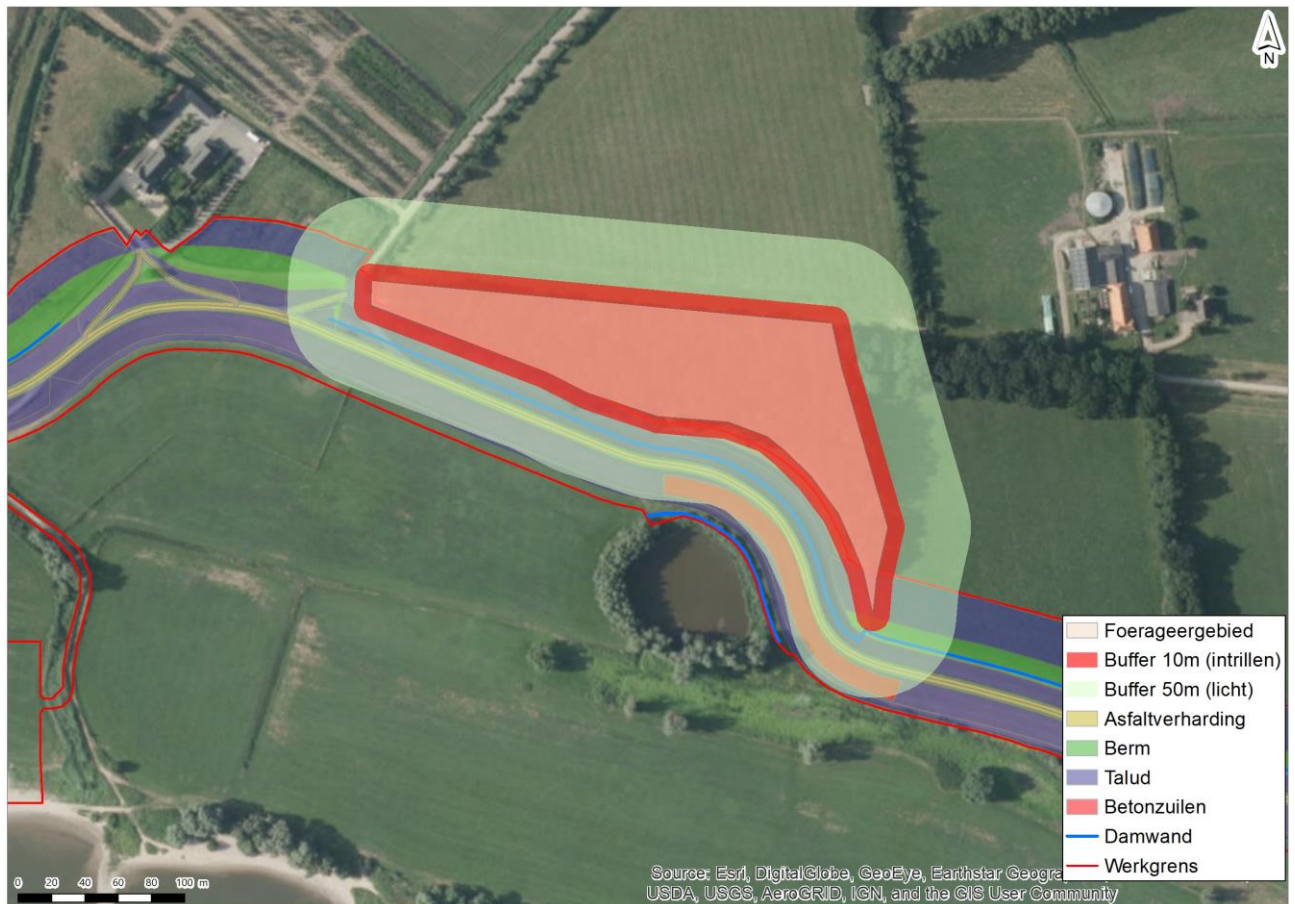 N
Foerageergebied
Buffer 10m (intrillen)
Buffer 50m (licht)
Asfaltverharding
Berm
Talud
Betonzuilen
Damwand
Werkgrens
0 20 40 60 80 100 m
Source: Esri, DigitalGlobe, GeoEye, Earthstar
USDA, USGS, AeroGRID, IGN, and the GIS User Community